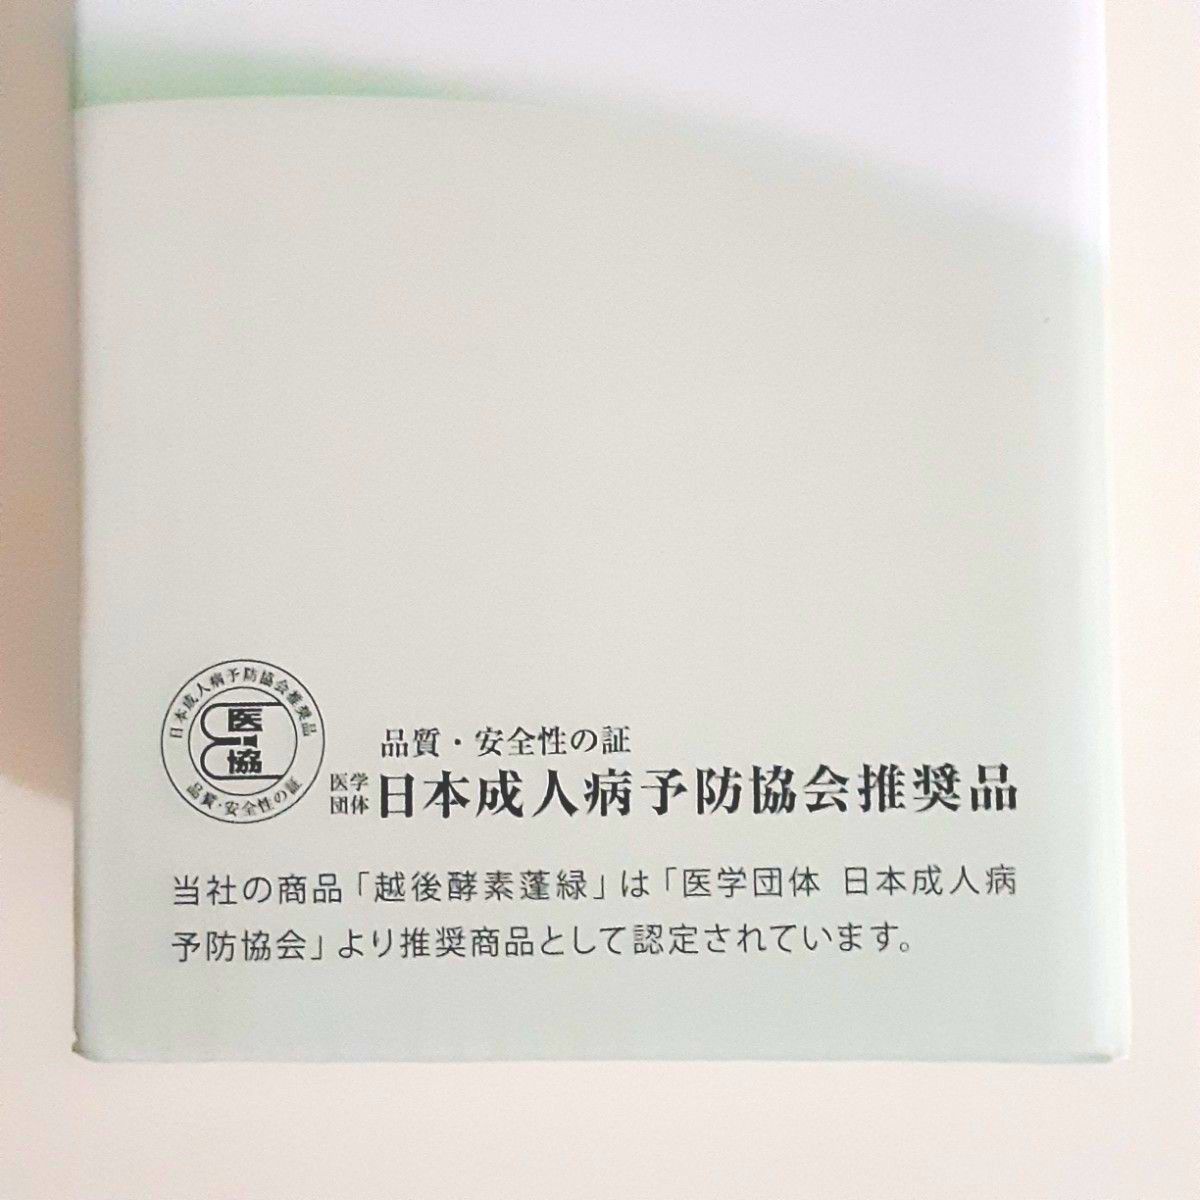 日本成人病予防協会推奨品
医協
品質・安全性の証
品質・安全性の証
医学団体 日本成人病予防協会推奨品
当社の商品「越後酵素蓬緑」は「医学団体 日本成人病
予防協会」より推奨商品として認定されています。